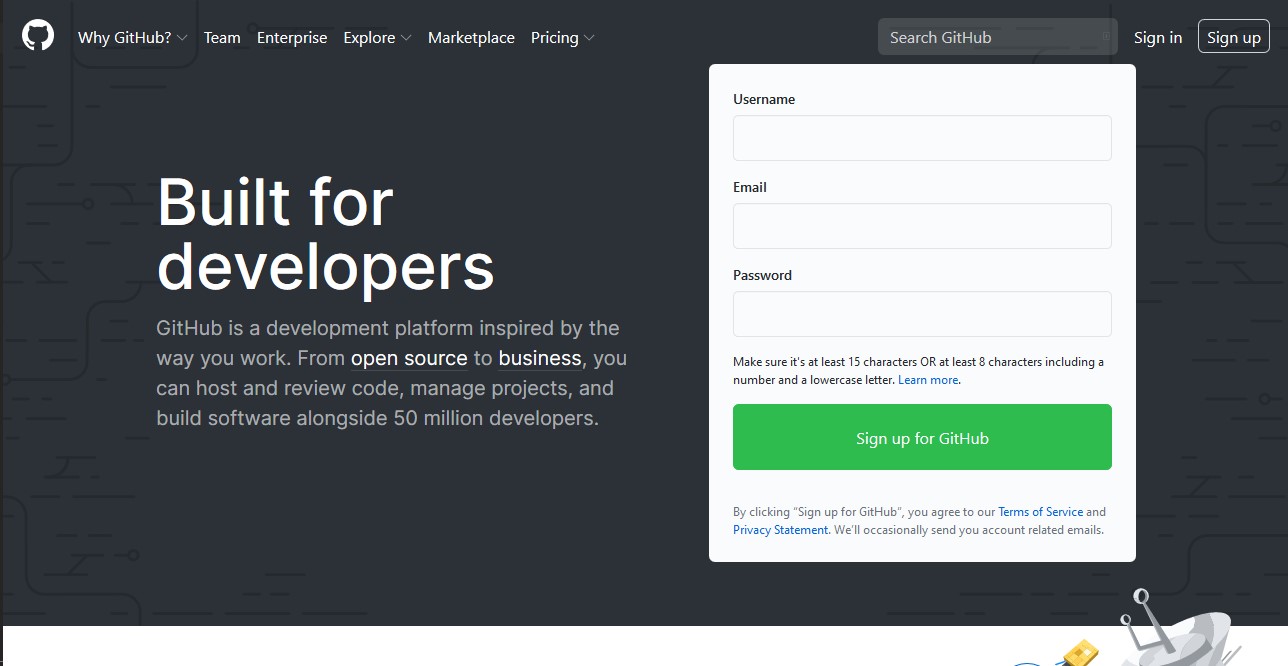 Why GitHub? Team Enterprise Explore Marketplace Pricing Search GitHub Sign in Sign up
Username
Email
Password
Make sure it's at least 15 characters OR at least 8 characters including a
number and a lowercase letter. Learn more.
Sign up for GitHub
By clicking “Sign up for GitHub”, you agree to our Terms of Service and
Privacy Statement. We'll occasionally send you account related emails.
Built for
developers
GitHub is a development platform inspired by the
way you work. From open source to business, you
can host and review code, manage projects, and
build software alongside 50 million developers.